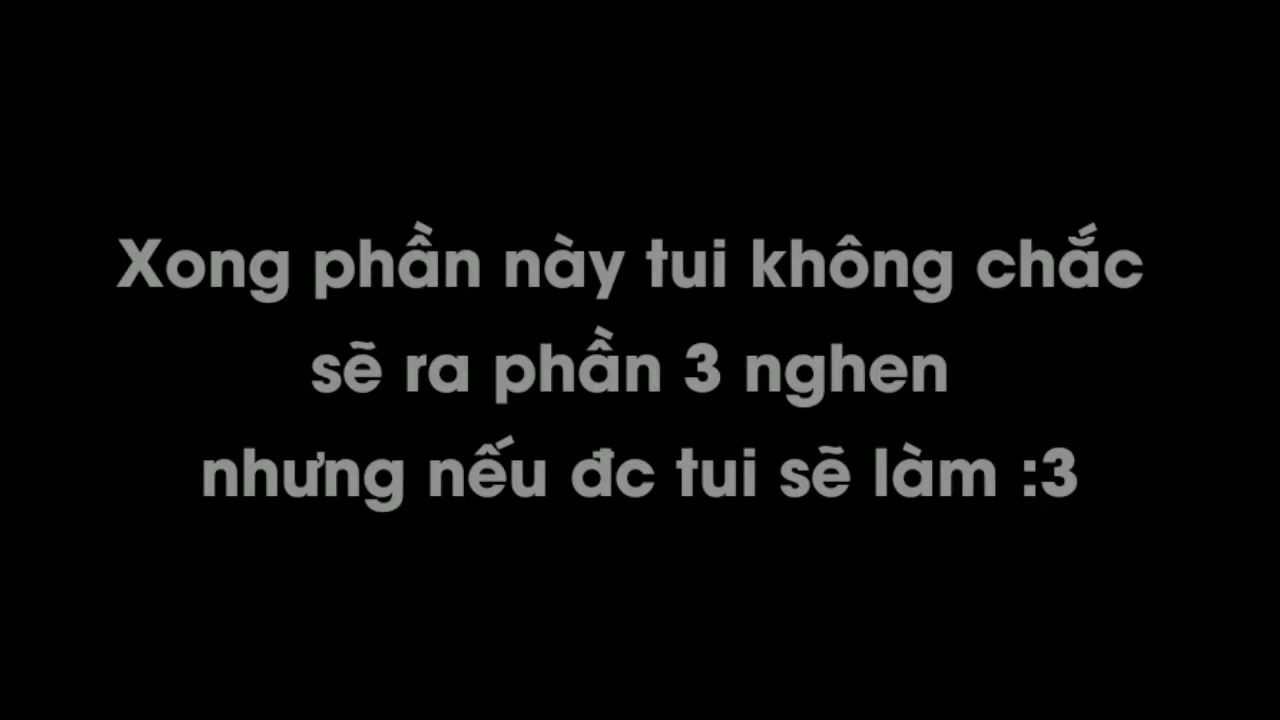 Xong phần này tui không chắc
sẽ ra phần 3 nghen
nhưng nếu đc tui sẽ làm :3